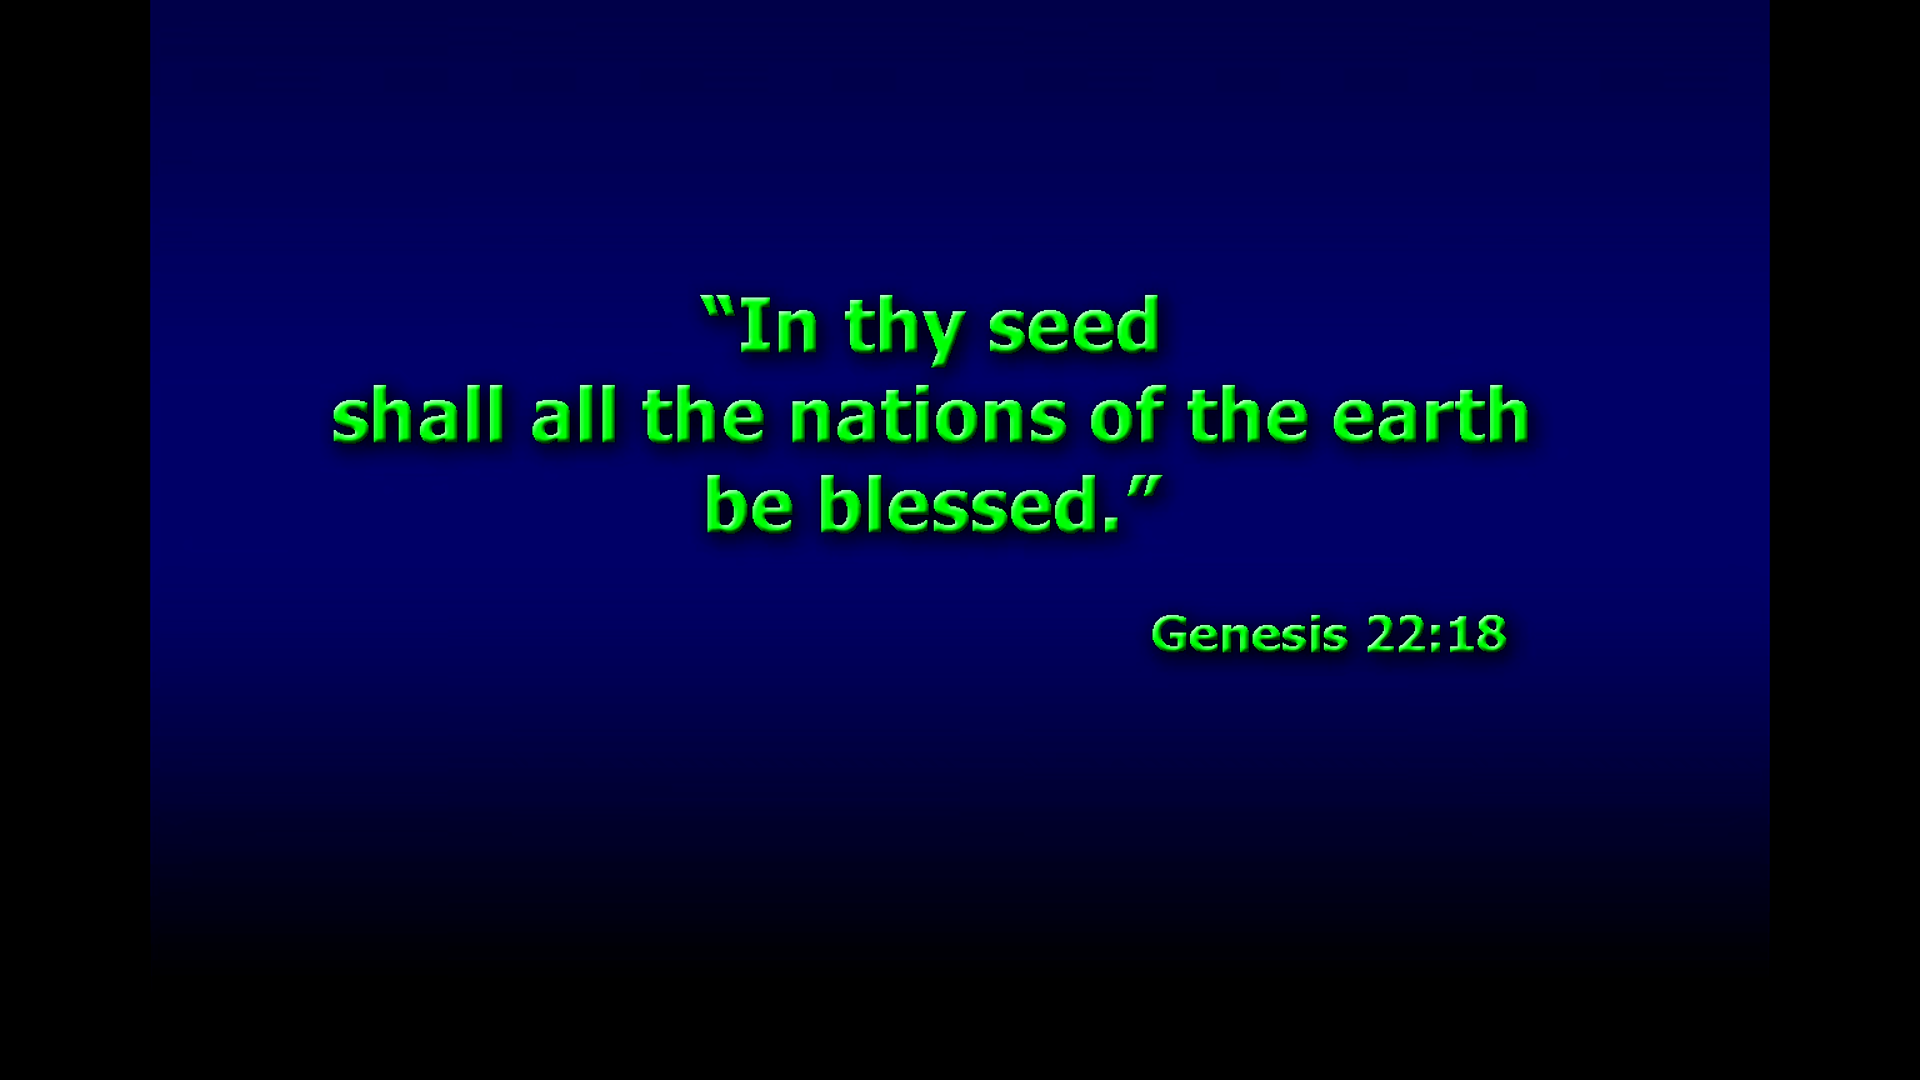 “In thy seed
shall all the nations of the earth
be blessed.”
Genesis 22:18